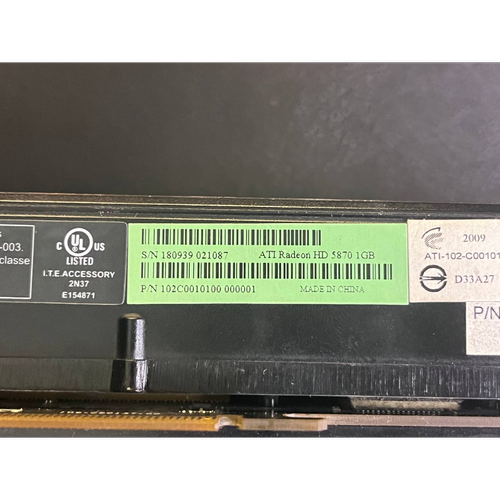 -003.
classe
C UL US
LISTED
I.T.E.ACCESSORY
2N37
E154871
S/N 180939 021087 ATI Radeon HD 5870 1GB
P/N 102C0010100 000001 MADE IN CHINA
2009
ATI-102-C00101
D33A27
P/N